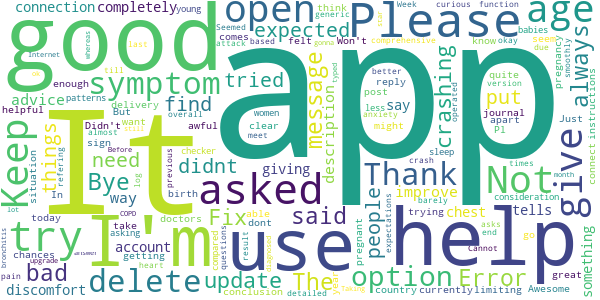 connection completely young
Internet
good
open
Please
age
app
function
curious
Seemed comes
think generic
attack whereas
based
felt
Won't
expected
comprehensive
babies
know
seem due
okay
symptom
tried
enough
patterns
till
refering
last
always
quite version
pregnancy
smoothly
message
better reply
post
less
crashing
say
put
typed
operated
anxiety
might
helpful
advice
delivery
find
overall
women
clear
meet
description
journal
apart
Pl
connect
instructions
Keep
things
But
want
almost
sign
Didn't
It
asked
use
help
Thank
Not
give
Just
crash
sleep
times
month
consideration
situation
In
need
awful
didnt
giving
checker
Before
previous
Bye
way
log
birth
people
improve
chest
tells
something
pregnant
trying
barely
asks
end
go
expectations
Cannot
great
today
COPD
try
I'm
said
Fix
able
dont
lot
take
asking
doctors
chances
upgrade
account
getting
heart
questions
compared
result
diagnosed
option
Error
country
currently
limiting
Awesome
pain
bronchitis
bad
discomfort
delete
update
The
year
conclusion
detailed
Week